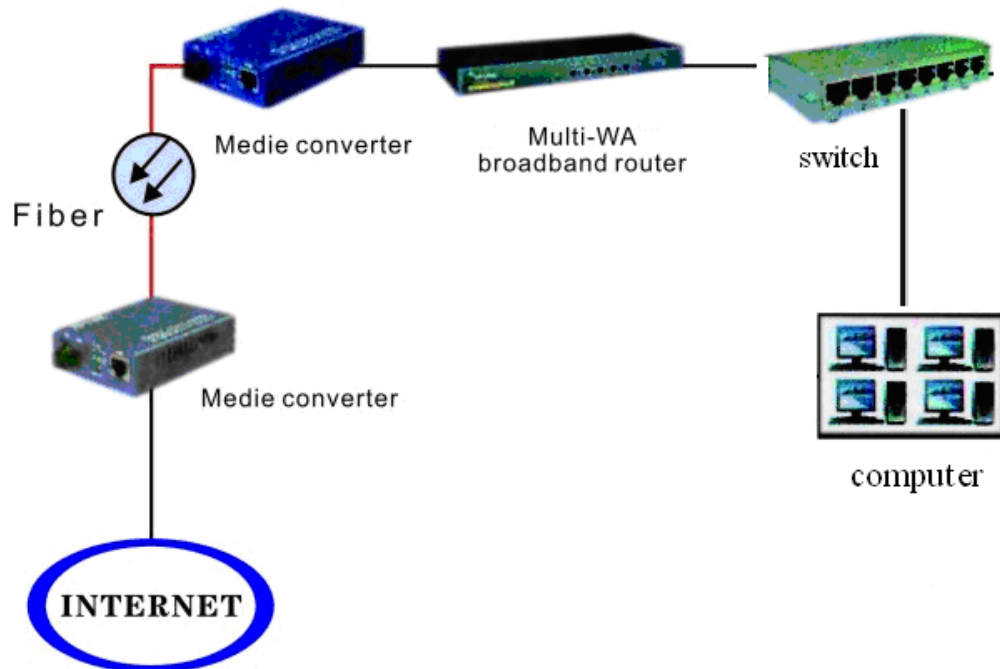 Medie converter
Multi-WA
broadband router
switch
Fiber
Medie converter
computer
INTERNET